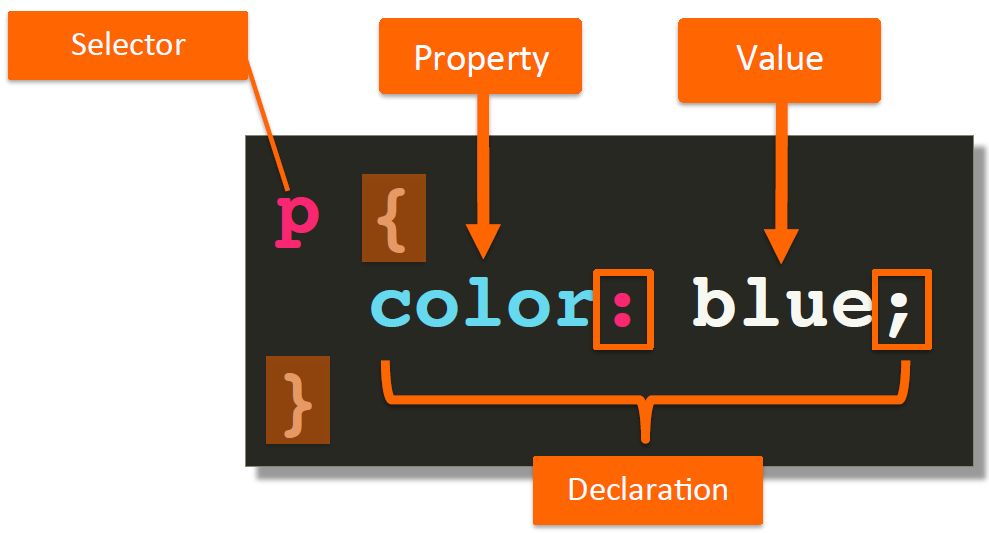 Selector
Property
Value
p {
color: blue;
}
Declaration